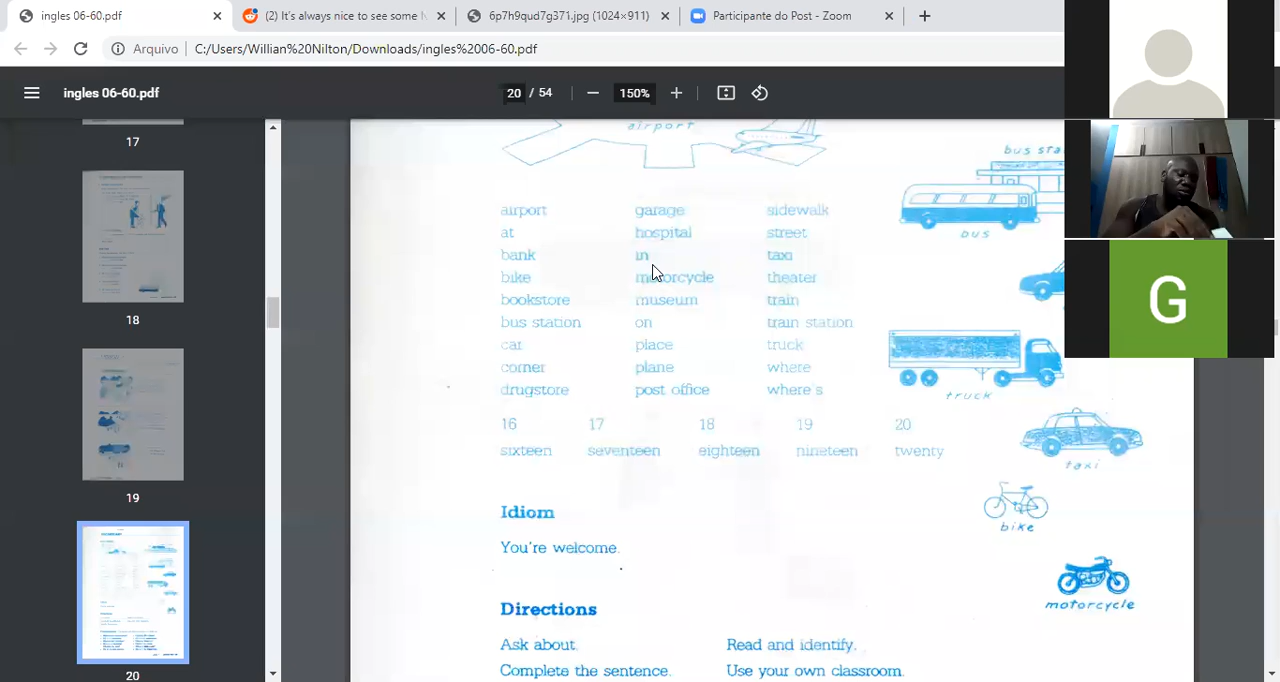 ingles 06-60.pdf
(2) It's always nice to see some
6p7h9qud7g371.jpg (1024×911)
Participante do Post - Zoom
Arquivo C:/Users/Willian%20Nilton/Downloads/ingles%2006-60.pdf
ingles 06-60.pdf
20 / 54
150%
17
18
19
20
airport
bus
airport garage sidewalk
at hospital street
bank in taxi
bike motorcycle theater
bookstore museum train
bus station on train station
car place truck
corner plane where
drugstore post office where's
truck
16 17 18 19 20
sixteen seventeen eighteen nineteen twenty
taxi
bike
motorcycle
Idiom
You're welcome.
Directions
Ask about. Read and identify.
Complete the sentence. Use your own classroom.
G